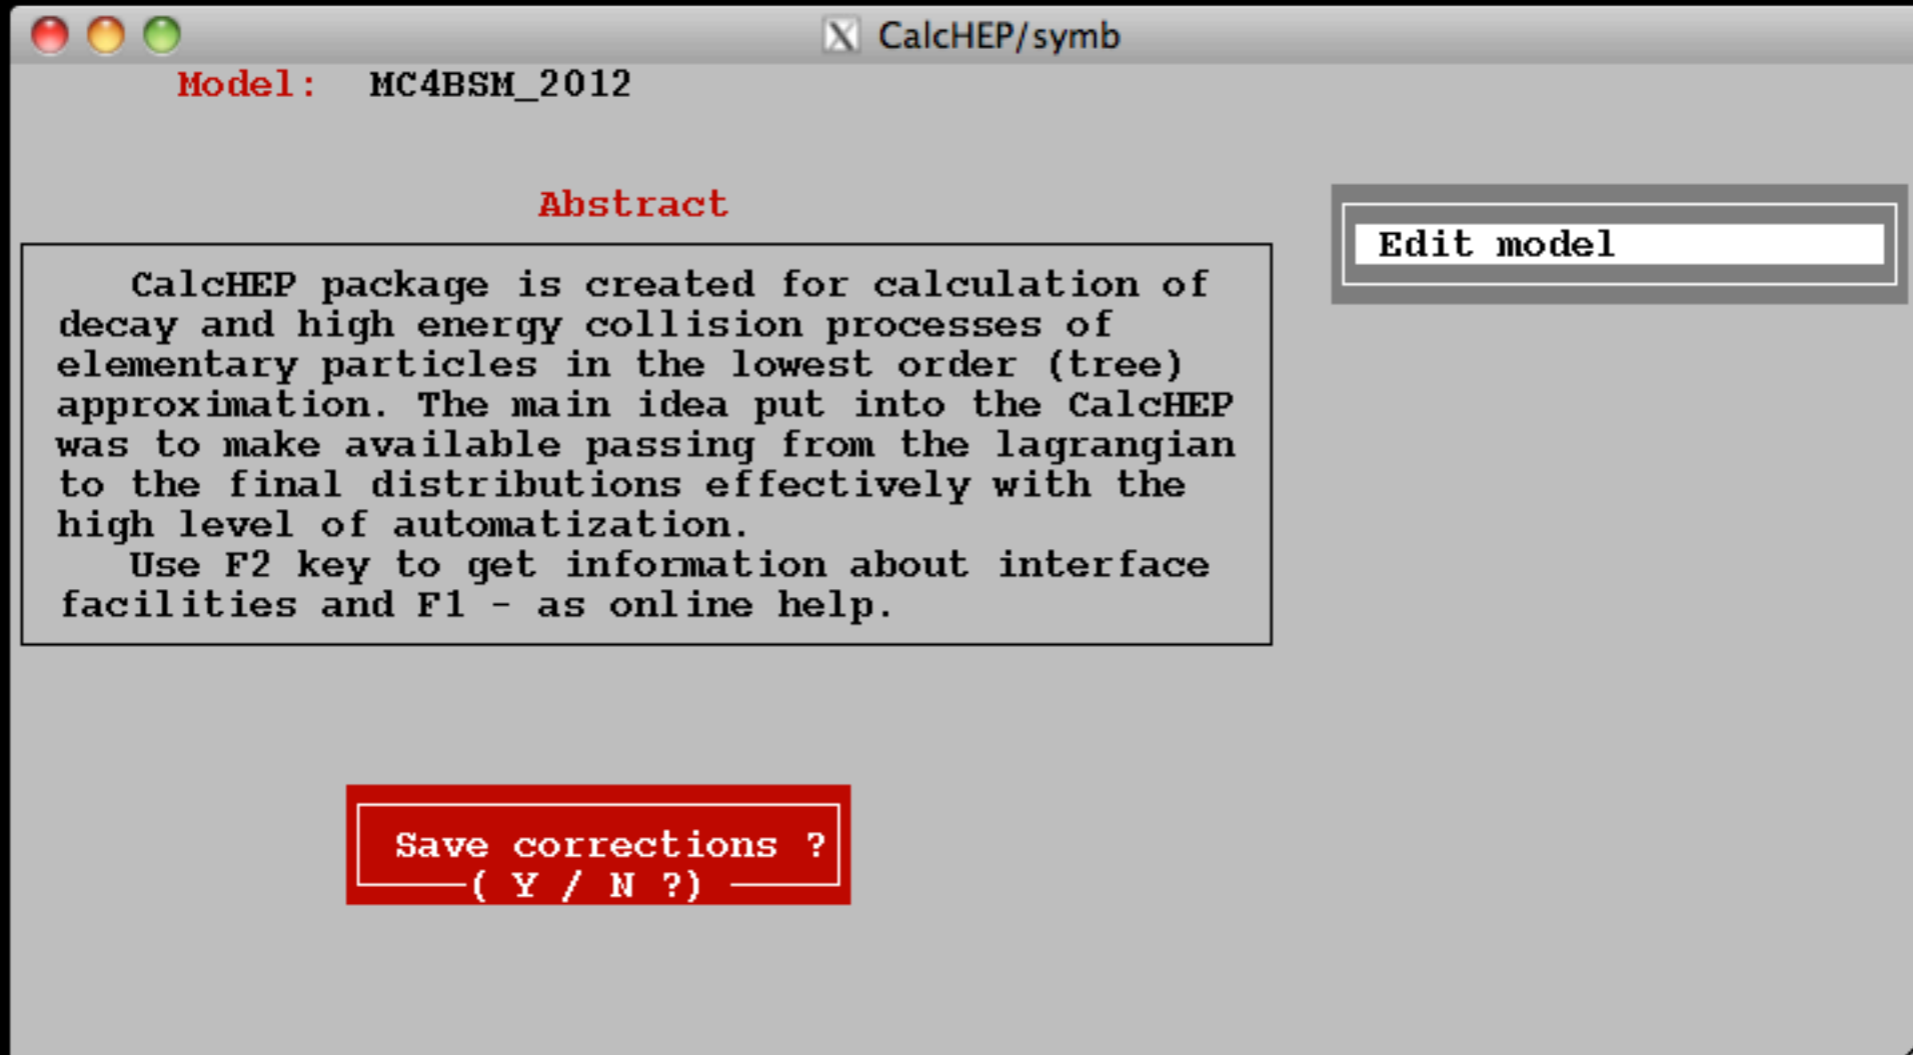 CalcHEP/symb
Model: MC4BSM_2012
Abstract
Edit model
CalcHEP package is created for calculation of
decay and high energy collision processes of
elementary particles in the lowest order (tree)
approximation. The main idea put into the CalcHEP
was to make available passing from the lagrangian
to the final distributions effectively with the
high level of automatization.
Use F2 key to get information about interface
facilities and F1 - as online help.
Save corrections ?
( Y / N ?)